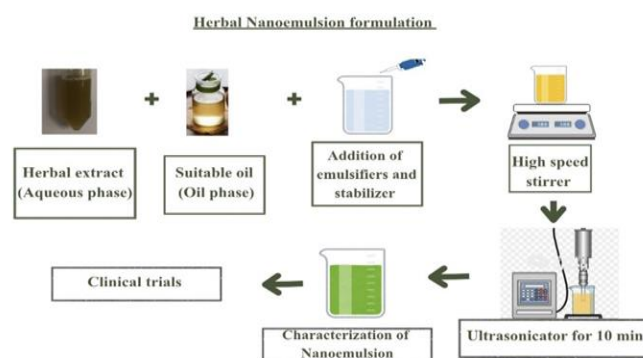 Herbal Nanoemulsion formulation
Herbal extract
(Aqueous phase)
Suitable oil
(Oil phase)
Addition of
emulsifiers and
stabilizer
High speed
stirrer
Ultrasonicator for 10 min
Characterization of
Nanoemulsion
Clinical trials